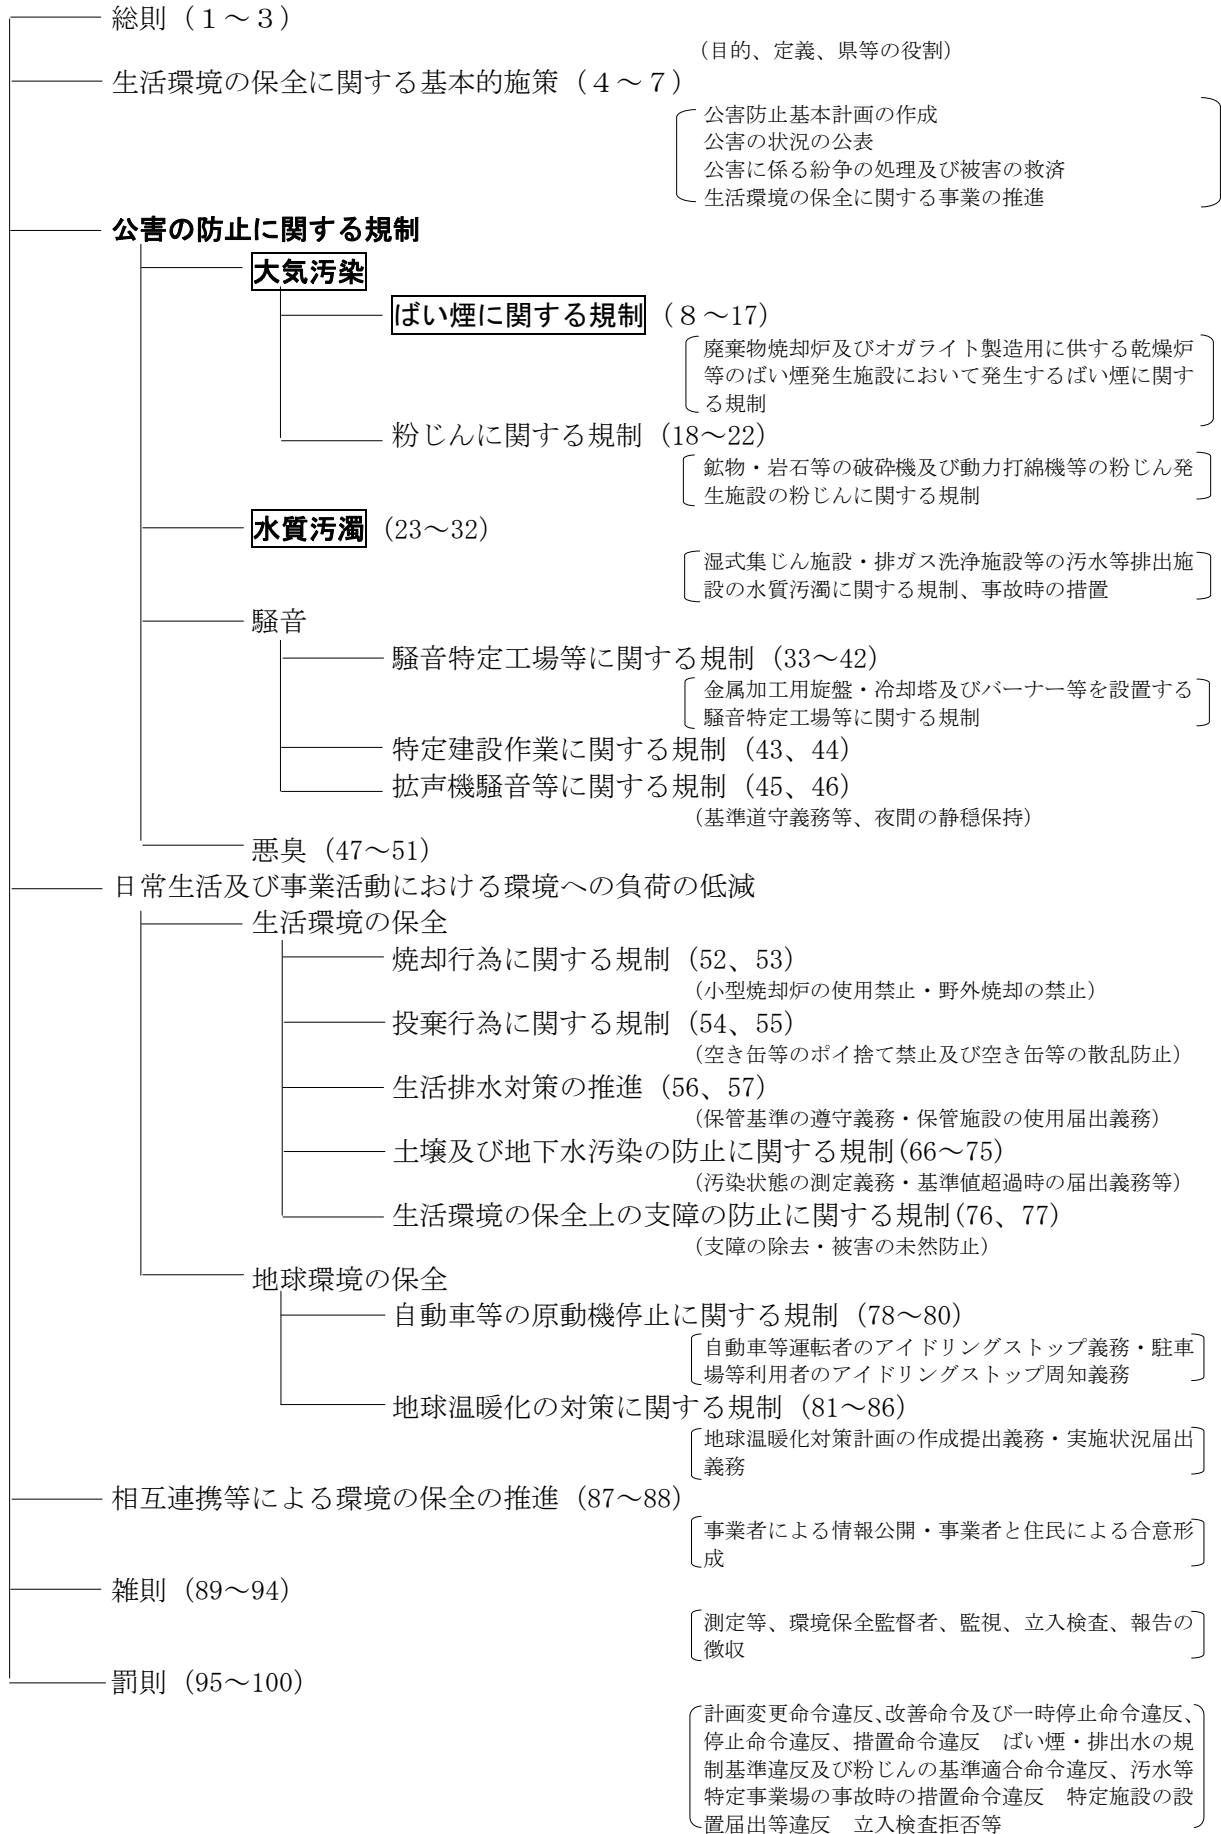 総則（１～３）
（目的、定義、県等の役割）
生活環境の保全に関する基本的施策（４～７）
公害防止基本計画の作成
公害の状況の公表
公害に係る紛争の処理及び被害の救済
生活環境の保全に関する事業の推進
公害の防止に関する規制
大気汚染
ばい煙に関する規制（８～17）
廃棄物焼却炉及びオガライト製造用に供する乾燥炉
等のばい煙発生施設において発生するばい煙に関す
る規制
粉じんに関する規制（18～22）
鉱物・岩石等の破砕機及び動力打綿機等の粉じん発
生施設の粉じんに関する規制
水質汚濁（23～32）
湿式集じん施設・排ガス洗浄施設等の汚水等排出施
設の水質汚濁に関する規制、事故時の措置
騒音
騒音特定工場等に関する規制（33～42）
金属加工用旋盤・冷却塔及びバーナー等を設置する
騒音特定工場等に関する規制
特定建設作業に関する規制（43、44）
拡声機騒音等に関する規制（45、46）
（基準道守義務等、夜間の静穏保持）
悪臭（47～51）
日常生活及び事業活動における環境への負荷の低減
生活環境の保全
焼却行為に関する規制（52、53）
（小型焼却炉の使用禁止・野外焼却の禁止）
投棄行為に関する規制（54、55）
（空き缶等のポイ捨て禁止及び空き缶等の散乱防止）
生活排水対策の推進（56、57）
（保管基準の遵守義務・保管施設の使用届出義務）
土壌及び地下水汚染の防止に関する規制(66～75)
（汚染状態の測定義務・基準値超過時の届出義務等）
生活環境の保全上の支障の防止に関する規制(76、77)
（支障の除去・被害の未然防止）
地球環境の保全
自動車等の原動機停止に関する規制（78～80）
自動車等運転者のアイドリングストップ義務・駐車
場等利用者のアイドリングストップ周知義務
地球温暖化の対策に関する規制（81～86）
地球温暖化対策計画の作成提出義務・実施状況届出
義務
相互連携等による環境の保全の推進（87～88）
事業者による情報公開・事業者と住民による合意形
成
雑則（89～94）
測定等、環境保全監督者、監視、立入検査、報告の
徴収
罰則（95～100）
計画変更命令違反、改善命令及び一時停止命令違反、
停止命令違反、措置命令違反　ばい煙・排出水の規
制基準違反及び粉じんの基準適合命令違反、汚水等
特定事業場の事故時の措置命令違反　特定施設の設
置届出等違反　立入検査拒否等